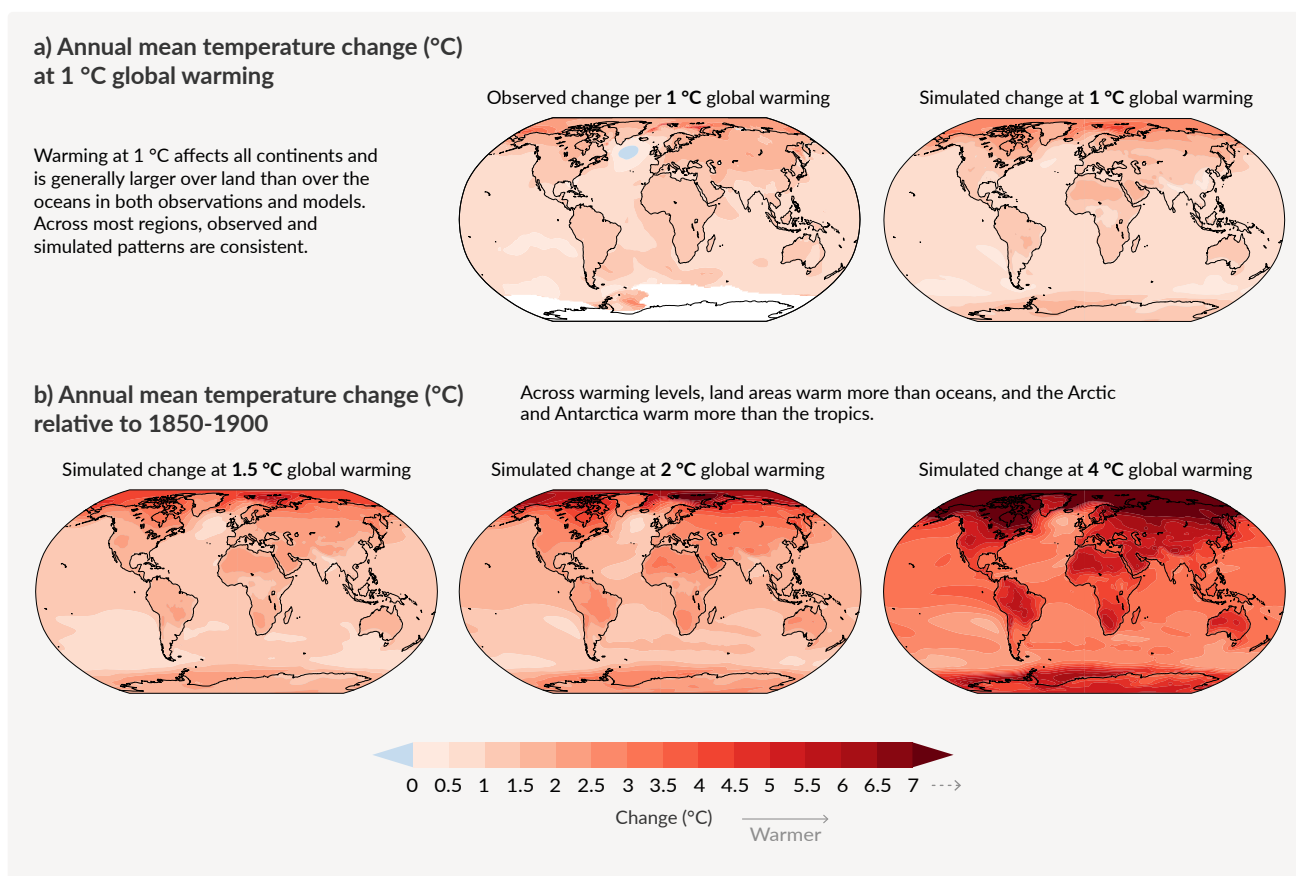 a) Annual mean temperature change (°C)
at 1 °C global warming
Warming at 1 °C affects all continents and
is generally larger over land than over the
oceans in both observations and models.
Across most regions, observed and
simulated patterns are consistent.
Observed change per 1 °C global warming
Simulated change at 1 °C global warming
b) Annual mean temperature change (°C)
relative to 1850-1900
Across warming levels, land areas warm more than oceans, and the Arctic
and Antarctica warm more than the tropics.
Simulated change at 1.5 °C global warming
Simulated change at 2 °C global warming
Simulated change at 4 °C global warming
0 0.5 1 1.5 2 2.5 3 3.5 4 4.5 5 5.5 6 6.5 7
Change (°C)
Warmer